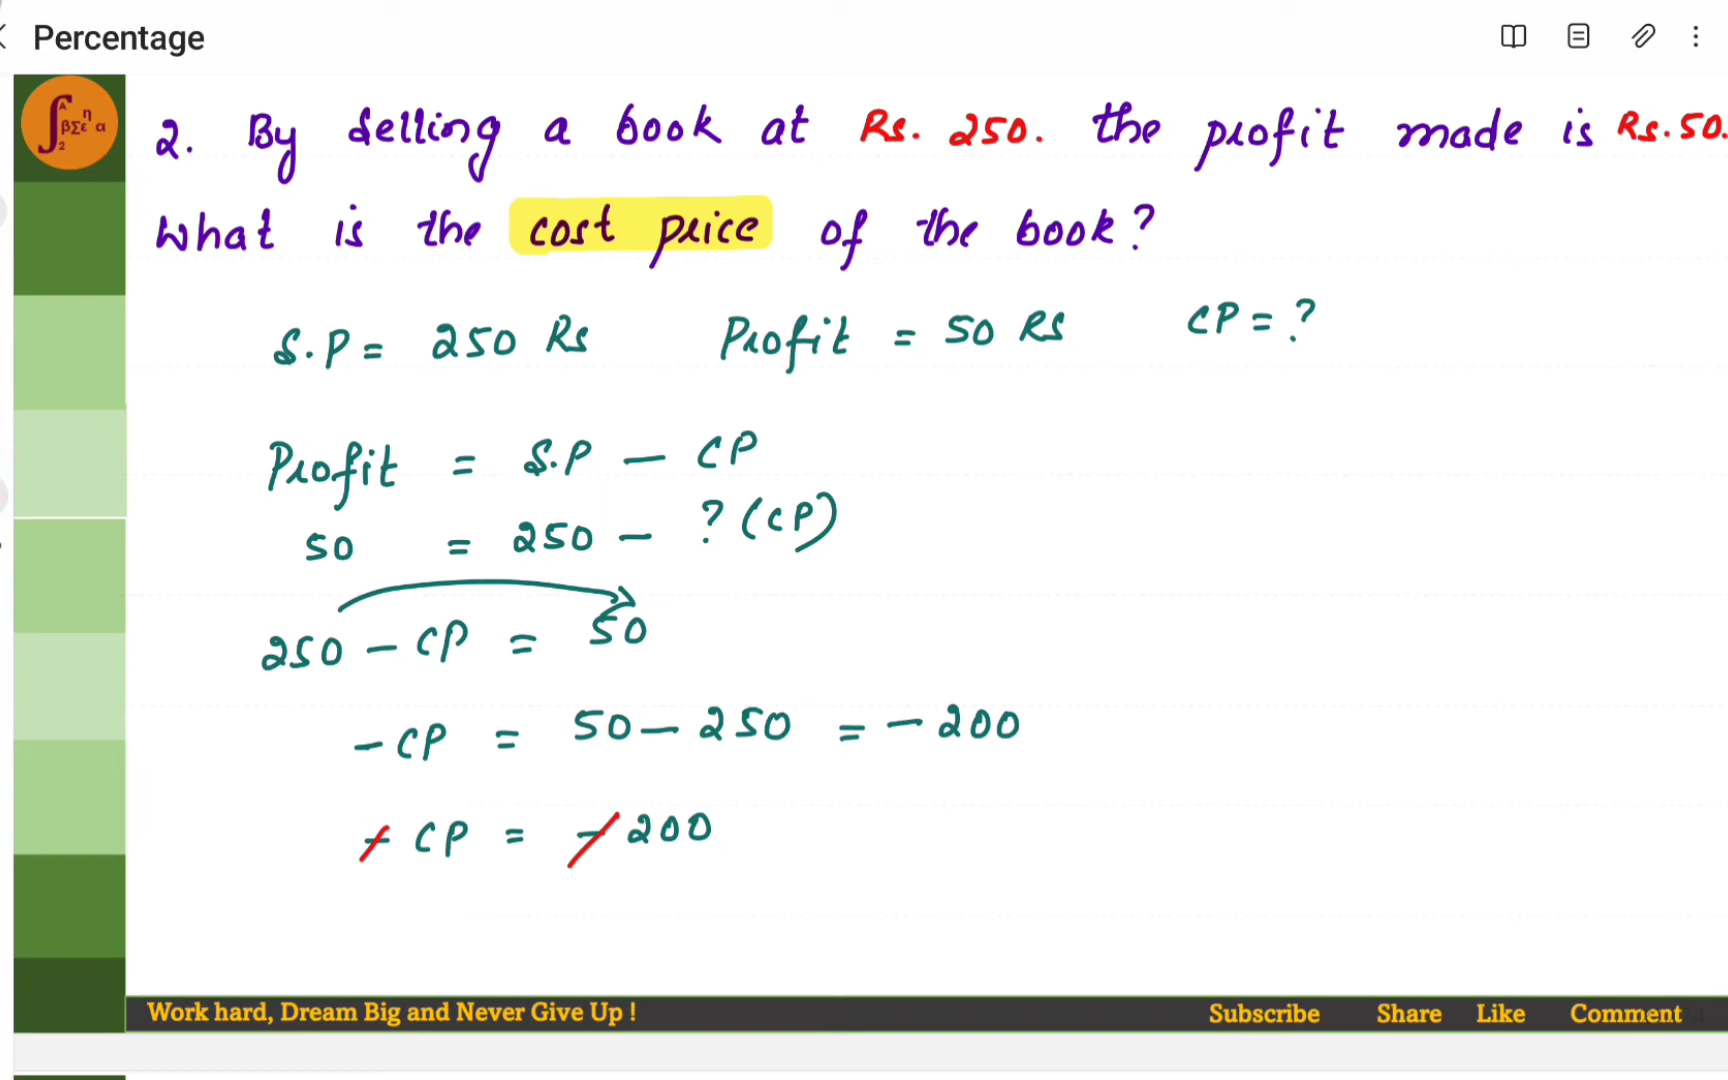 Percentage
2. By selling a book at Rs. 250. the profit made is Rs. 50.
What is the cost price of the book?
S.P = 250 Rs Profit = 50 RS CP = ?
Profit = S.P - CP
50 = 250 - ? (CP)
250 - CP = 50
- CP = 50 - 250 = - 200
- CP = - 200
Work hard, Dream Big and Never Give Up ! Subscribe Share Like Comment